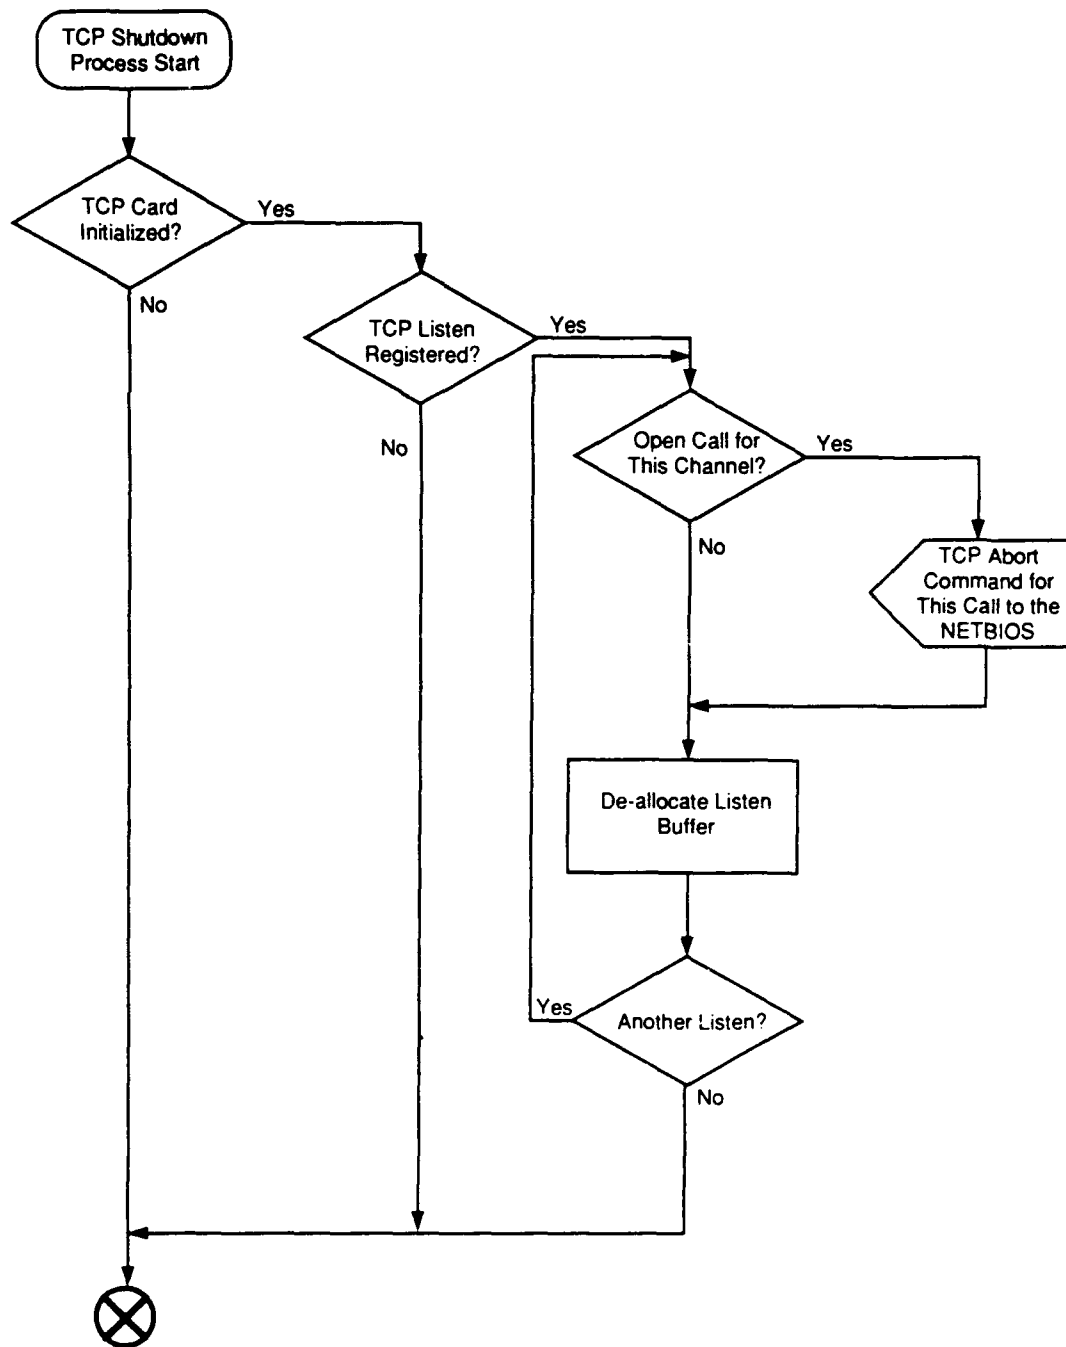 TCP Shutdown
Process Start
TCP Card
Initialized?
Yes
No
TCP Listen
Registered?
Yes
No
Open Call for
This Channel?
Yes
No
TCP Abort
Command for
This Call to the
NETBIOS
De-allocate Listen
Buffer
Another Listen?
Yes
No